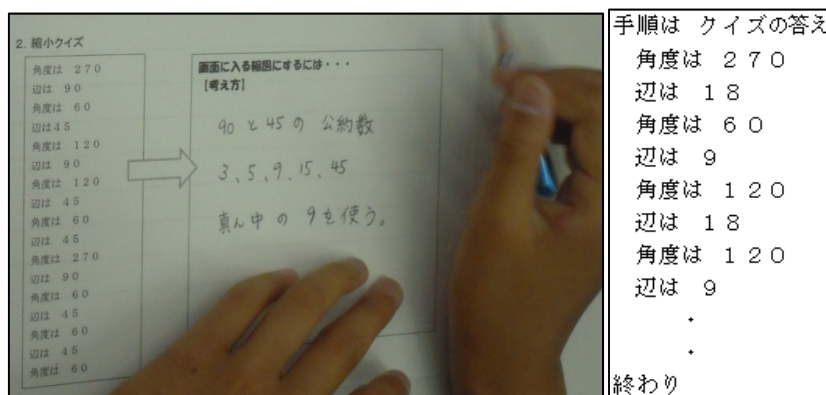 2. 縮小クイズ
角度は 270
辺は 90
角度は 60
辺は45
角度は 120
辺は 90
角度は 120
辺は 45
角度は 60
辺は 45
角度は 270
辺は 90
角度は 60
辺は 45
角度は 60
辺は 45
角度は 60
画面に入る縮図にするには・・・
【考え方】
90 と 45 の 公約数
3、5、9、15、45
真ん中 の 9を使う。
手順は クイズの答え
角度は 270
辺は 18
角度は 60
辺は 9
角度は 120
辺は 18
角度は 120
辺は 9
・
・
終わり